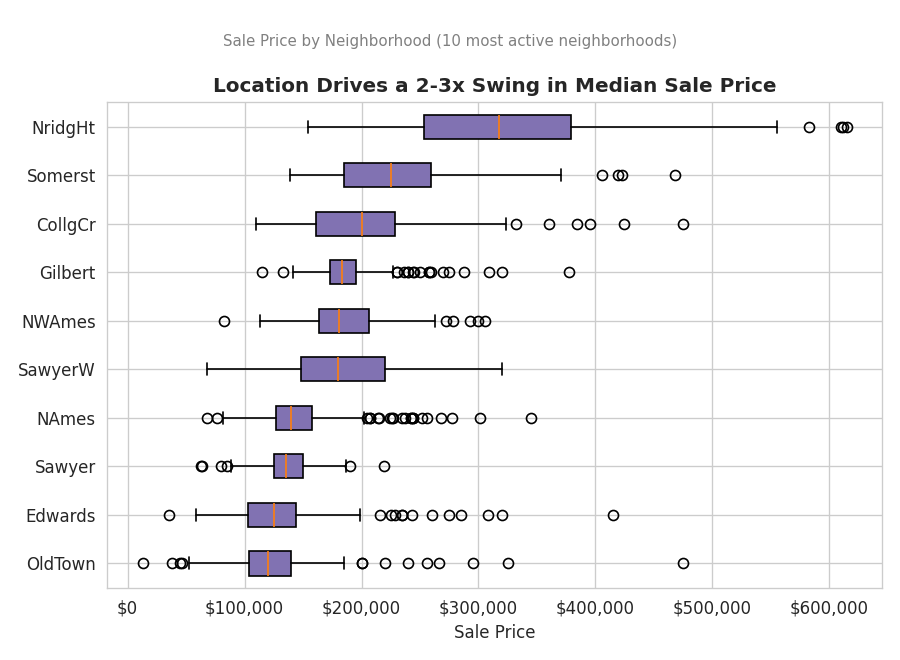 Sale Price by Neighborhood (10 most active neighborhoods)
Location Drives a 2-3x Swing in Median Sale Price
NridgHt
Somerst
CollgCr
Gilbert
NWAmes
SawyerW
NAmes
Sawyer
Edwards
OldTown
$0 $100,000 $200,000 $300,000 $400,000 $500,000 $600,000
Sale Price